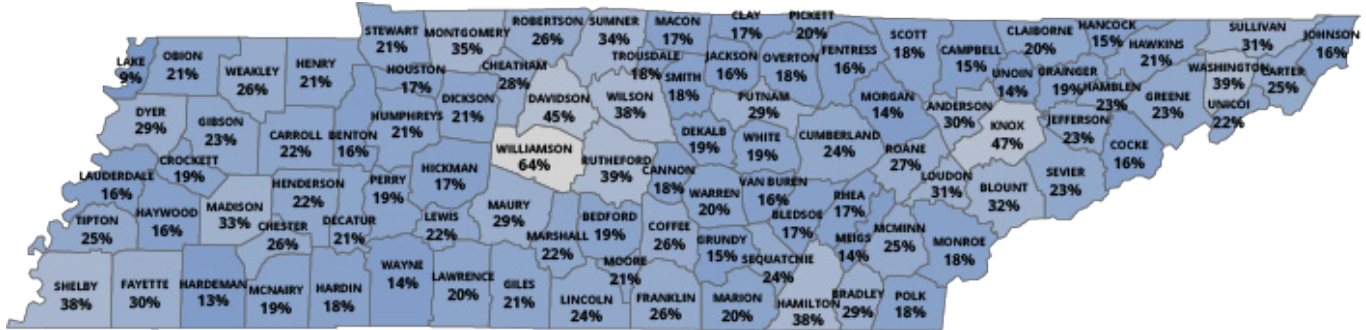 STEWART
21%
MONTGOMERY
35%
ROBERTSON
26%
SUMNER
34%
MACON
17%
CLAY
17%
PICKETT
20%
SCOTT
18%
CLAIBORNE
20%
HANCOCK
15%
SULLIVAN
31%
JOHNSON
16%
LAKE
9%
OBION
21%
WEAKLEY
26%
HENRY
21%
HOUSTON
17%
CHEATHAM
28%
TROUSDALE
18%
SMITH
18%
JACKSON
16%
OVERTON
18%
FENTRESS
16%
CAMPBELL
15%
UNOIN
14%
GRAINGER
19%
HAMBLEN
23%
HAWKINS
21%
WASHINGTON
39%
CARTER
25%
UNICOI
22%
GREENE
23%
DYER
29%
GIBSON
23%
CARROLL
22%
BENTON
16%
HUMPHREYS
21%
DICKSON
21%
DAVIDSON
45%
WILSON
38%
PUTNAM
29%
MORGAN
14%
ANDERSON
30%
KNOX
47%
JEFFERSON
23%
COCKE
16%
CROCKETT
19%
WILLIAMSON
64%
RUTHEFORD
39%
DEKALB
19%
WHITE
19%
CUMBERLAND
24%
ROANE
27%
LOUDON
31%
BLOUNT
32%
SEVIER
23%
LAUDERDALE
16%
HAYWOOD
16%
MADISON
33%
HENDERSON
22%
PERRY
19%
HICKMAN
17%
CANNON
18%
WARREN
20%
VAN BUREN
16%
RHEA
17%
TIPTON
25%
CHESTER
26%
DECATUR
21%
LEWIS
22%
MAURY
29%
MARSHALL
22%
BEDFORD
19%
COFFEE
26%
BLEDSOE
17%
MEIGS
14%
MCMINN
25%
MONROE
18%
MOORE
21%
GRUNDY
15%
SEQUATCHIE
24%
SHELBY
38%
FAYETTE
30%
HARDEMAN
13%
MCNAIRY
19%
HARDIN
18%
WAYNE
14%
LAWRENCE
20%
GILES
21%
LINCOLN
24%
FRANKLIN
26%
MARION
20%
HAMILTON
38%
BRADLEY
29%
POLK
18%